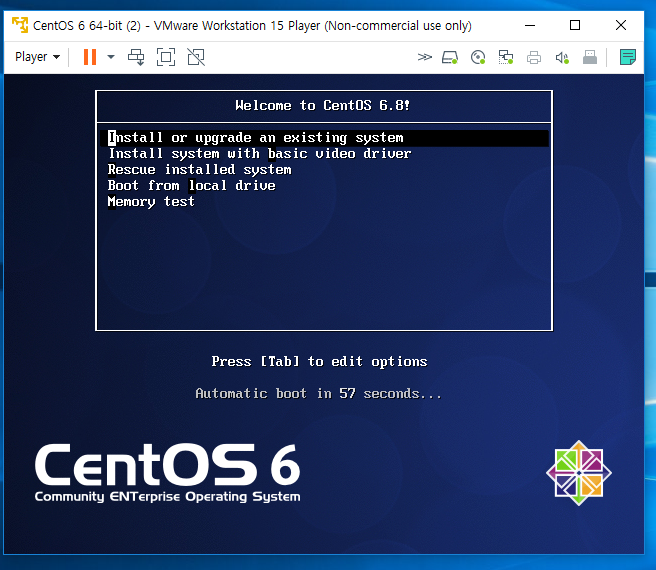 CentOS 6 64-bit (2) - VMware Workstation 15 Player (Non-commercial use only)
Player
Welcome to CentOS 6.8!
Install or upgrade an existing system
Install system with basic video driver
Rescue installed system
Boot from local drive
Memory test
Press [Tab] to edit options
Automatic boot in 57 seconds...
CentOS 6
Community ENTerprise Operating System